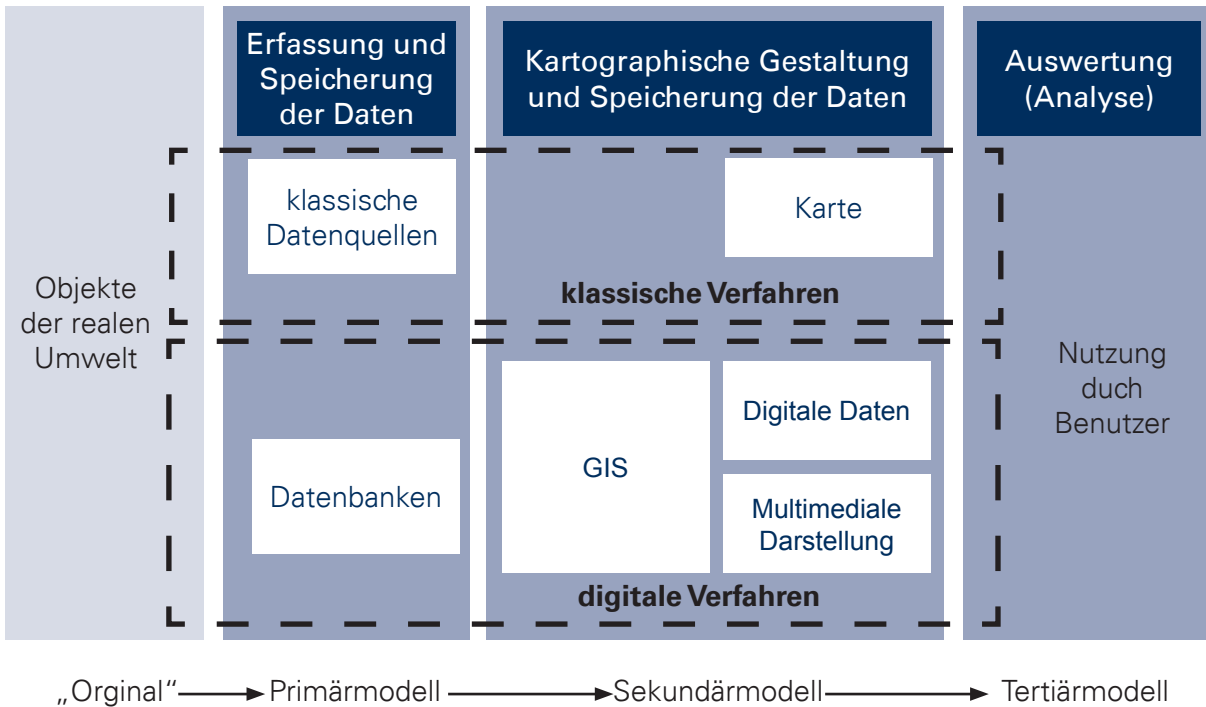 Erfassung und
Speicherung
der Daten
Kartographische Gestaltung
und Speicherung der Daten
Auswertung
(Analyse)
klassische
Datenquellen
Karte
klassische Verfahren
Objekte
der realen
Umwelt
Datenbanken
GIS
Digitale Daten
Multimediale
Darstellung
digitale Verfahren
Nutzung
duch
Benutzer
„Orginal“ Primärmodell Sekundärmodell Tertiärmodell